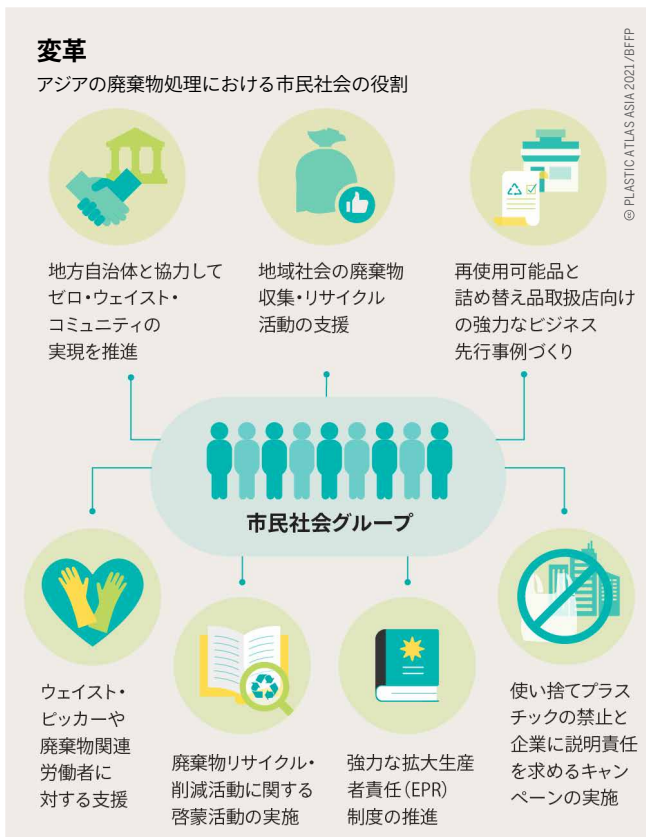 変革
アジアの廃棄物処理における市民社会の役割
地方自治体と協力して
ゼロ・ウェイスト・
コミュニティの
実現を推進
地域社会の廃棄物
収集・リサイクル
活動の支援
再使用可能品と
詰め替え品取扱店向け
の強力なビジネス
先行事例づくり
市民社会グループ
ウェイスト・
ピッカーや
廃棄物関連
労働者に
対する支援
廃棄物リサイクル・
削減活動に関する
啓蒙活動の実施
強力な拡大生産
者責任(EPR)
制度の推進
使い捨てプラス
チックの禁止と
企業に説明責任
を求めるキャン
ペーンの実施
🅭 PLASTIC ATLAS ASIA 2021/BFFP